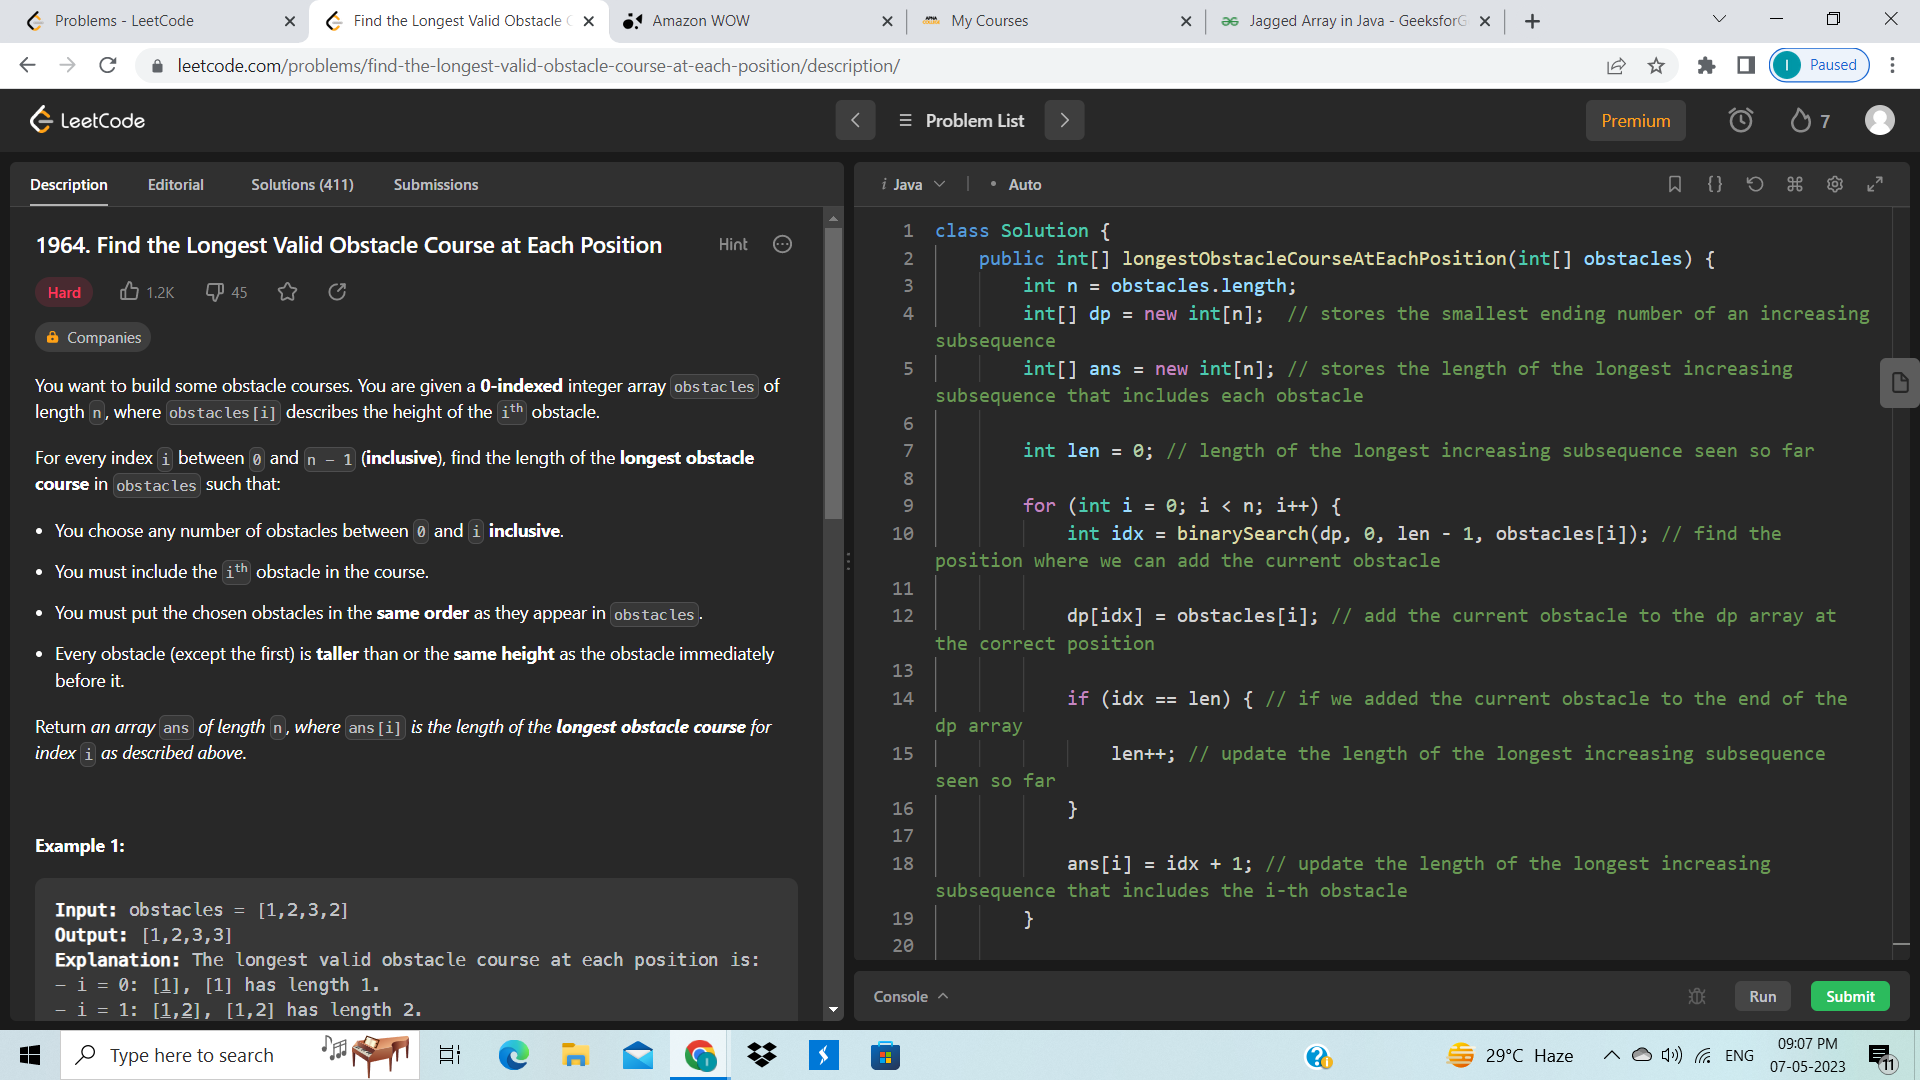 Problems - LeetCode
Find the Longest Valid Obstacle
Amazon WOW
My Courses
Jagged Array in Java - Geeksfor
leetcode.com/problems/find-the-longest-valid-obstacle-course-at-each-position/description/
I Paused
LeetCode
Problem List
Premium
7
Description
Editorial
Solutions (411)
Submissions
1964. Find the Longest Valid Obstacle Course at Each Position
Hint
Hard
1.2K
45
Companies
You want to build some obstacle courses. You are given a 0-indexed integer array obstacles of
length n, where obstacles[i] describes the height of the ith obstacle.
For every index i between 0 and n - 1 (inclusive), find the length of the longest obstacle
course in obstacles such that:
• You choose any number of obstacles between 0 and i inclusive.
• You must include the ith obstacle in the course.
• You must put the chosen obstacles in the same order as they appear in obstacles.
• Every obstacle (except the first) is taller than or the same height as the obstacle immediately
before it.
Return an array ans of length n, where ans[i] is the length of the longest obstacle course for
index i as described above.
Example 1:
Input: obstacles = [1,2,3,2]
Output: [1,2,3,3]
Explanation: The longest valid obstacle course at each position is:
- i = 0: [1], [1] has length 1.
- i = 1: [1,2], [1,2] has length 2.
i Java
• Auto
1 class Solution {
2 public int[] longestObstacleCourseAtEachPosition(int[] obstacles) {
3 int n = obstacles.length;
4 int[] dp = new int[n]; // stores the smallest ending number of an increasing
subsequence
5 int[] ans = new int[n]; // stores the length of the longest increasing
subsequence that includes each obstacle
6
7 int len = 0; // length of the longest increasing subsequence seen so far
8
9 for (int i = 0; i < n; i++) {
10 int idx = binarySearch(dp, 0, len - 1, obstacles[i]); // find the
position where we can add the current obstacle
11
12 dp[idx] = obstacles[i]; // add the current obstacle to the dp array at
the correct position
13
14 if (idx == len) { // if we added the current obstacle to the end of the
dp array
15 len++; // update the length of the longest increasing subsequence
seen so far
16 }
17
18 ans[i] = idx + 1; // update the length of the longest increasing
subsequence that includes the i-th obstacle
19 }
20
Console
Run
Submit
Type here to search
29°C Haze
ENG
09:07 PM
07-05-2023
11